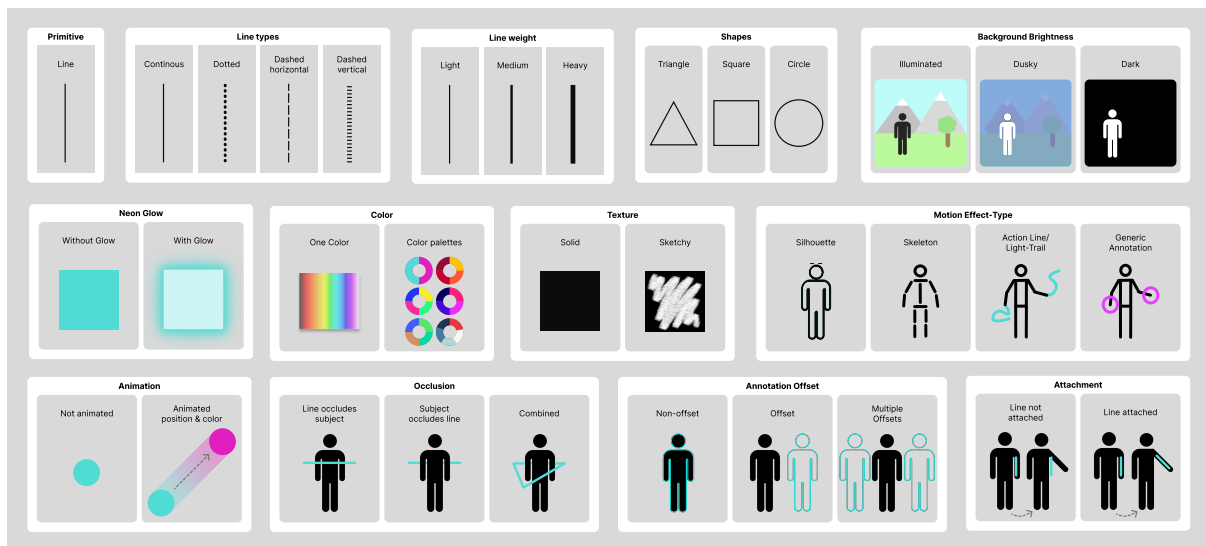 Primitive
Line
Line types
Continous
Dotted
Dashed
horizontal
Dashed
vertical
Line weight
Light
Medium
Heavy
Shapes
Triangle
Square
Circle
Background Brightness
Illuminated
Dusky
Dark
Neon Glow
Without Glow
With Glow
Color
One Color
Color palettes
Texture
Solid
Sketchy
Motion Effect-Type
Silhouette
Skeleton
Action Line/
Light-Trail
Generic
Annotation
Animation
Not animated
Animated
position & color
Occlusion
Line occludes
subject
Subject
occludes line
Combined
Annotation Offset
Non-offset
Offset
Multiple
Offsets
Attachment
Line not
attached
Line attached